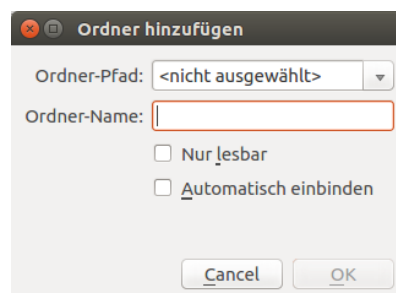 Ordner hinzufügen
Ordner-Pfad: <nicht ausgewählt>
Ordner-Name:
Nur lesbar
Automatisch einbinden
Cancel OK